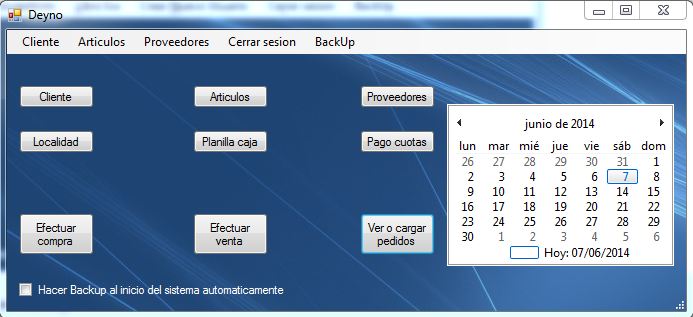 Deyno
Cliente Articulos Proveedores Cerrar sesion BackUp
Cliente Articulos Proveedores
Localidad Planilla caja Pago cuotas
junio de 2014
lun mar mié jue vie sáb dom
26 27 28 29 30 31 1
2 3 4 5 6 7 8
9 10 11 12 13 14 15
16 17 18 19 20 21 22
23 24 25 26 27 28 29
30 1 2 3 4 5 6
Hoy: 07/06/2014
Efectuar
compra
Efectuar
venta
Ver o cargar
pedidos
Hacer Backup al inicio del sistema automaticamente